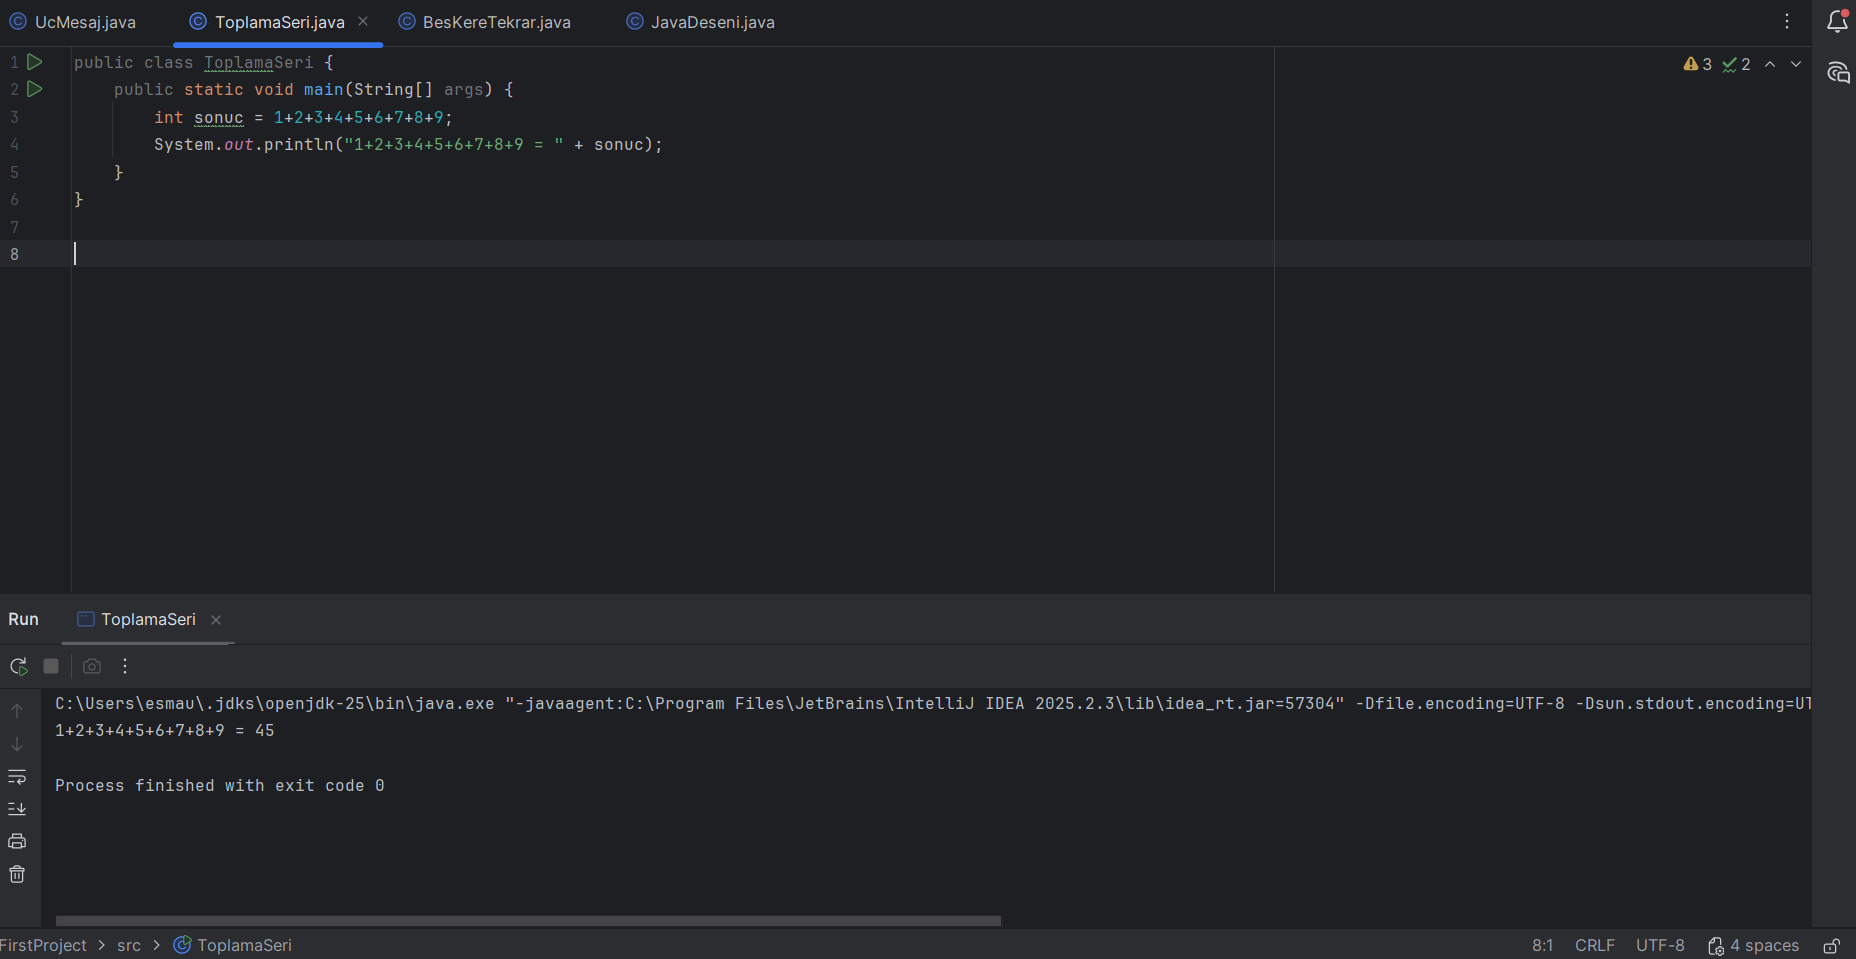 UcMesaj.java ToplamaSeri.java BesKereTekrar.java JavaDeseni.java
1 public class ToplamaSeri { 3 2
2 public static void main(String[] args) {
3 int sonuc = 1+2+3+4+5+6+7+8+9;
4 System.out.println("1+2+3+4+5+6+7+8+9 = " + sonuc);
5 }
6 }
7
8
Run ToplamaSeri
C:\Users\esmau\.jdks\openjdk-25\bin\java.exe "-javaagent:C:\Program Files\JetBrains\IntelliJ IDEA 2025.2.3\lib\idea_rt.jar=57304" -Dfile.encoding=UTF-8 -Dsun.stdout.encoding=UT
1+2+3+4+5+6+7+8+9 = 45
Process finished with exit code 0
FirstProject > src > ToplamaSeri 8:1 CRLF UTF-8 4 spaces